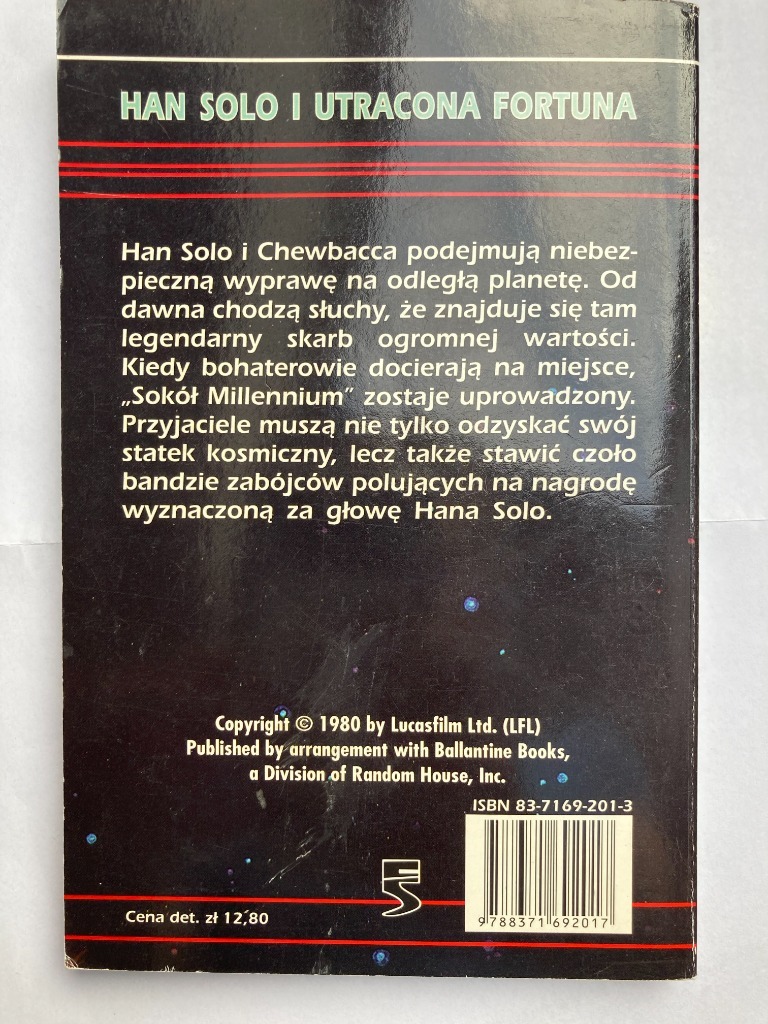 HAN SOLO I UTRACONA FORTUNA
Han Solo i Chewbacca podejmują niebez-
pieczną wyprawę na odległą planetę. Od
dawna chodzą słuchy, że znajduje się tam
legendarny skarb ogromnej wartości.
Kiedy bohaterowie docierają na miejsce,
„Sokół Millennium” zostaje uprowadzony.
Przyjaciele muszą nie tylko odzyskać swój
statek kosmiczny, lecz także stawić czoło
bandzie zabójców polujących na nagrodę
wyznaczoną za głowę Hana Solo.
Copyright © 1980 by Lucasfilm Ltd. (LFL)
Published by arrangement with Ballantine Books,
a Division of Random House, Inc.
ISBN 83-7169-201-3
9788371692017
Cena det. zł 12,80